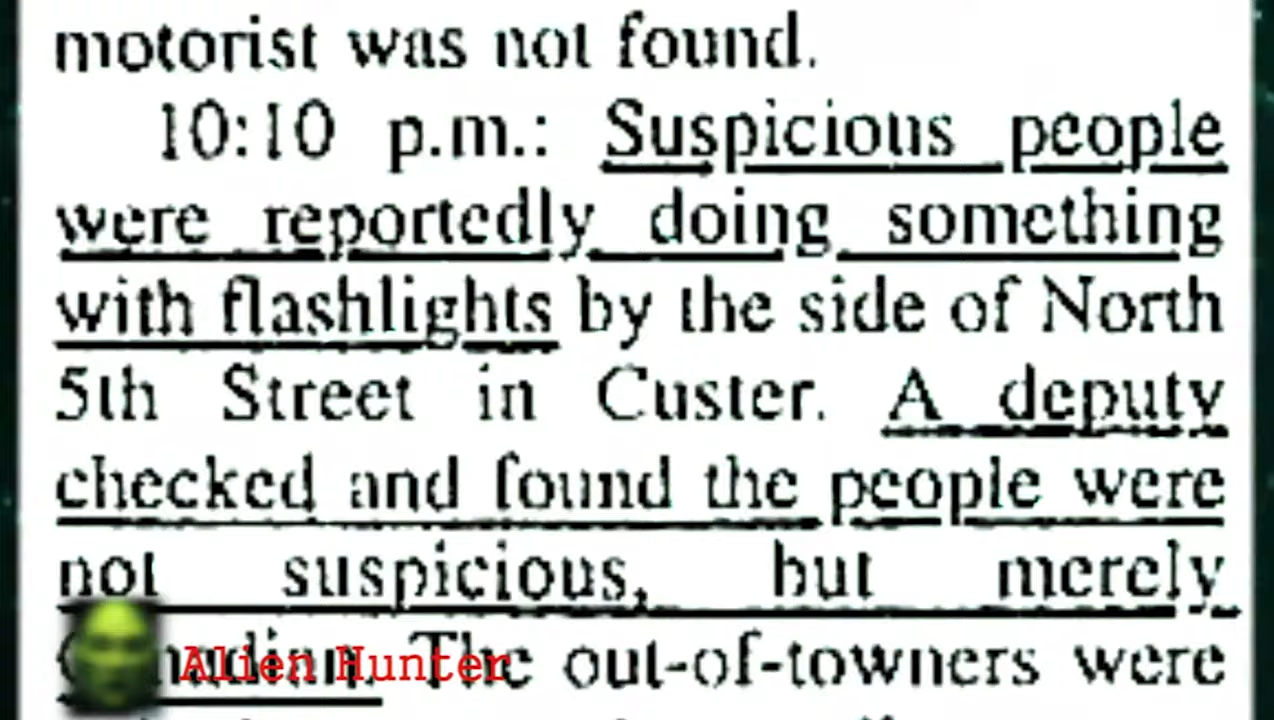 motorist was not found.
10:10 p.m.: Suspicious people
were reportedly doing something
with flashlights by the side of North
5th Street in Custer. A deputy
checked and found the people were
not suspicious, but merely
The out-of-towners were
Alien Hunter